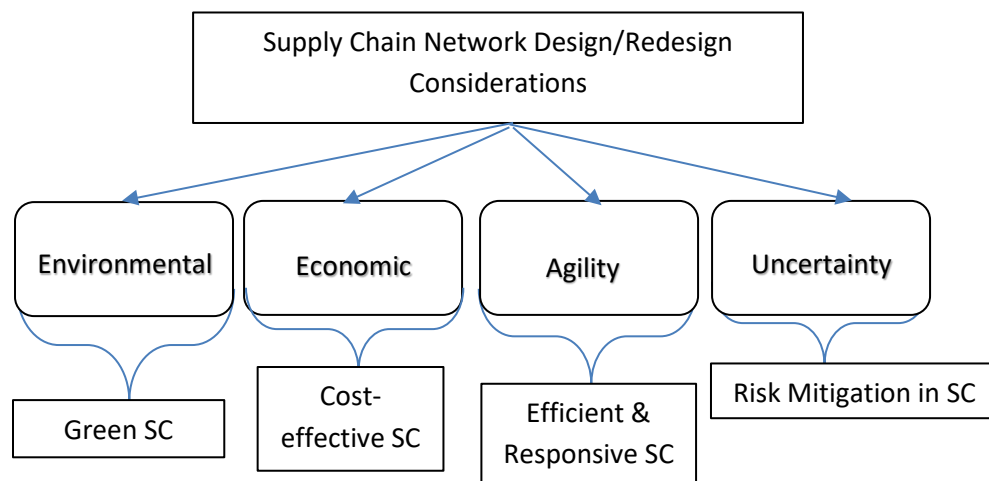 Supply Chain Network Design/Redesign
Considerations
Environmental
Economic
Agility
Uncertainty
Green SC
Cost-
effective SC
Efficient &
Responsive SC
Risk Mitigation in SC